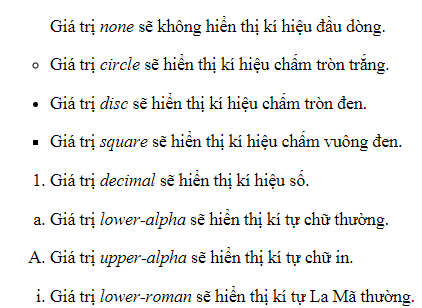 Giá trị none sẽ không hiển thị kí hiệu đầu dòng.
○ Giá trị circle sẽ hiển thị kí hiệu chấm tròn trắng.
● Giá trị disc sẽ hiển thị kí hiệu chấm tròn đen.
■ Giá trị square sẽ hiển thị kí hiệu chấm vuông đen.
1. Giá trị decimal sẽ hiển thị kí hiệu số.
a. Giá trị lower-alpha sẽ hiển thị kí tự chữ thường.
A. Giá trị upper-alpha sẽ hiển thị kí tự chữ in.
i. Giá trị lower-roman sẽ hiển thị kí tự La Mã thường.